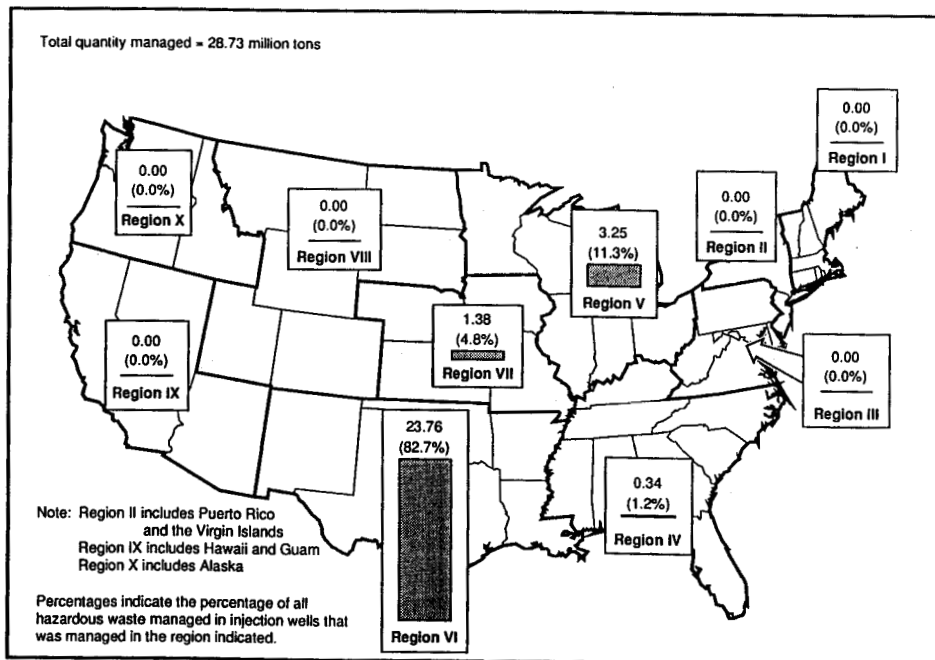 Total quantity managed = 28.73 million tons
0.00
(0.0%)
Region I
0.00
(0.0%)
Region X
0.00
(0.0%)
Region VIII
0.00
(0.0%)
Region II
3.25
(11.3%)
Region V
1.38
(4.8%)
Region VII
0.00
(0.0%)
Region IX
0.00
(0.0%)
Region III
23.76
(82.7%)
Region VI
0.34
(1.2%)
Region IV
Note: Region II includes Puerto Rico
and the Virgin Islands
Region IX includes Hawaii and Guam
Region X includes Alaska
Percentages indicate the percentage of all
hazardous waste managed in injection wells that
was managed in the region indicated.